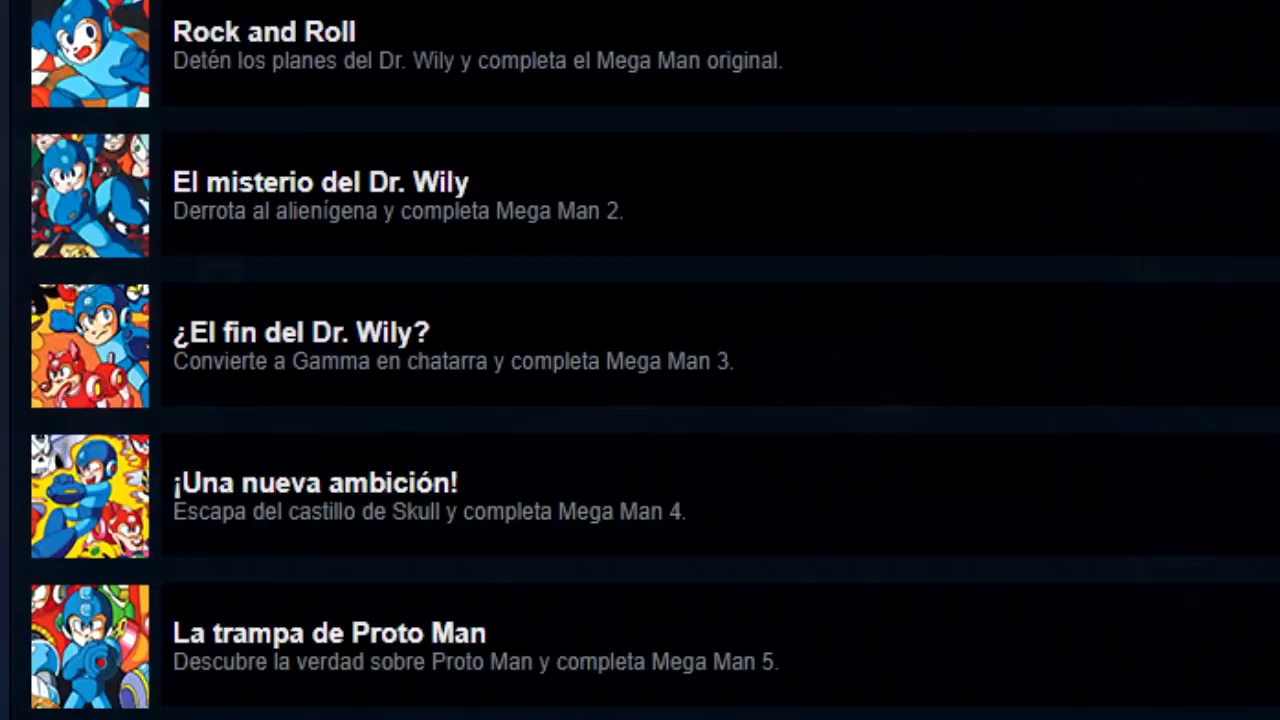 Rock and Roll
Detén los planes del Dr. Wily y completa el Mega Man original.
El misterio del Dr. Wily
Derrota al alienígena y completa Mega Man 2.
¿El fin del Dr. Wily?
Convierte a Gamma en chatarra y completa Mega Man 3.
¡Una nueva ambición!
Escapa del castillo de Skull y completa Mega Man 4.
La trampa de Proto Man
Descubre la verdad sobre Proto Man y completa Mega Man 5.